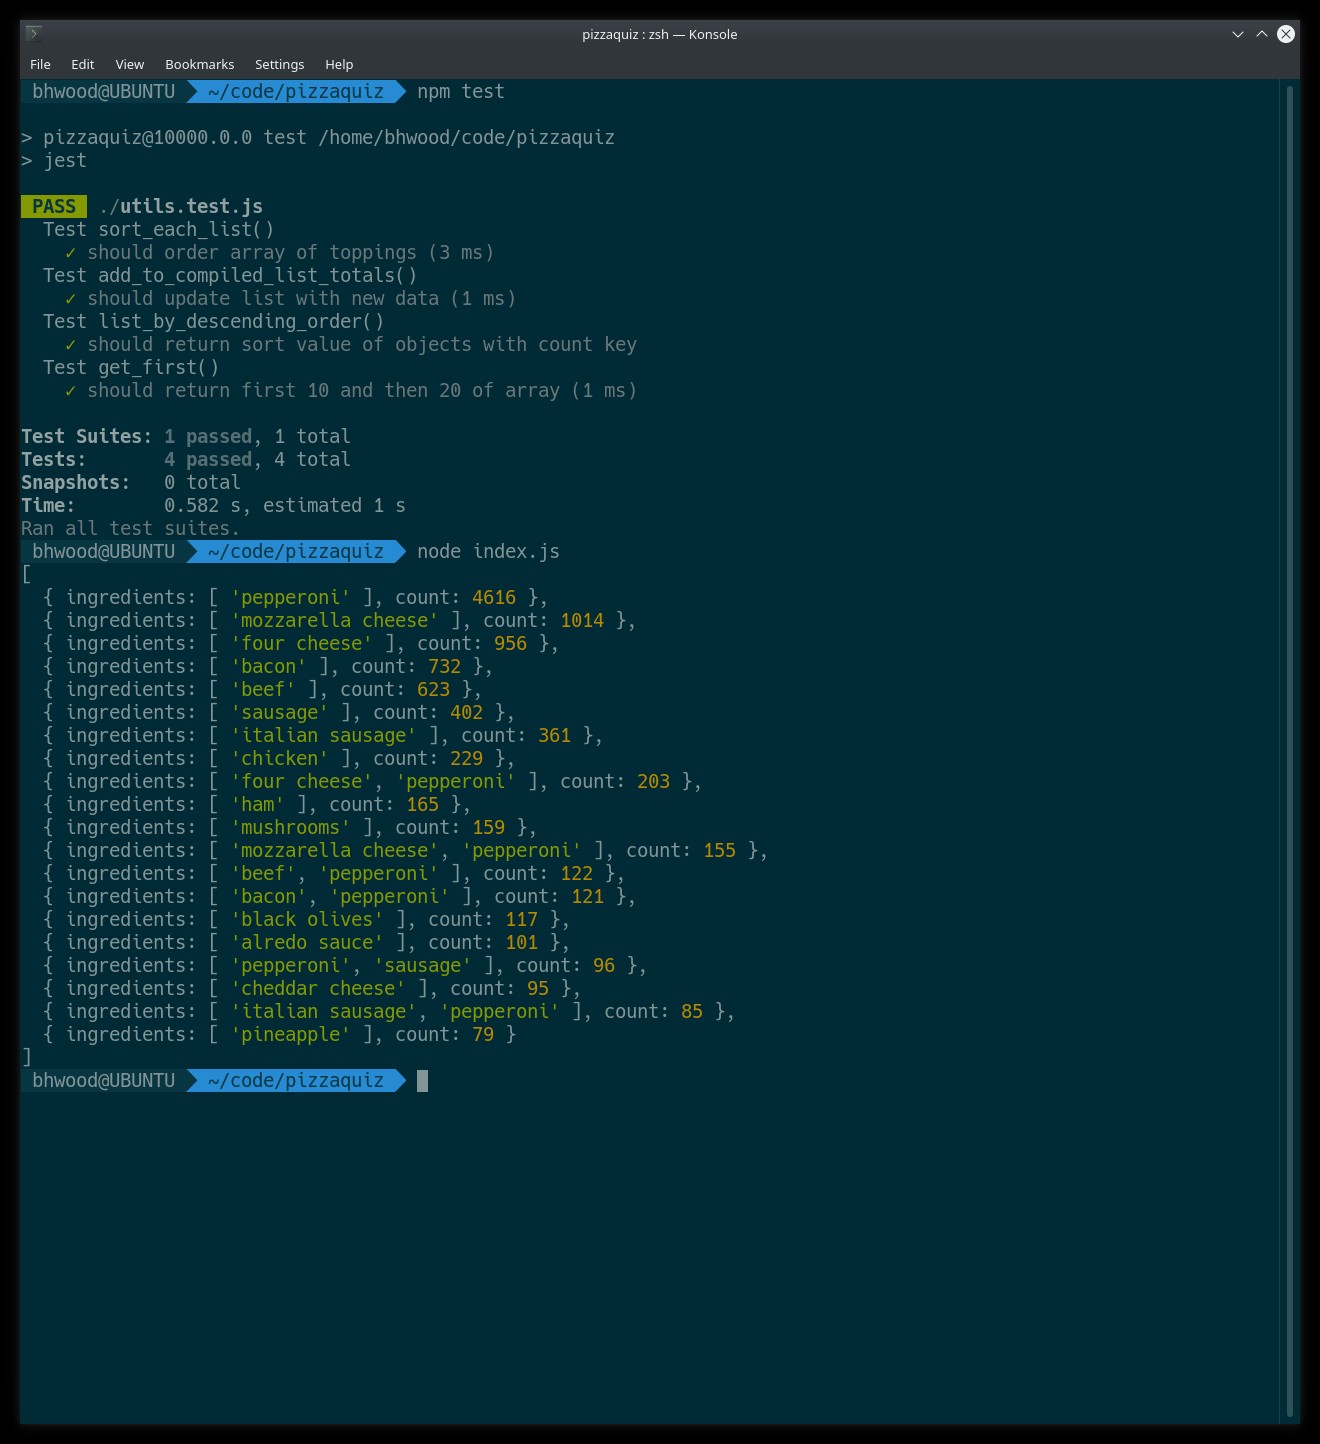 pizzaquiz : zsh — Konsole
File Edit View Bookmarks Settings Help
bhwood@UBUNTU ~/code/pizzaquiz npm test
> pizzaquiz@10000.0.0 test /home/bhwood/code/pizzaquiz
> jest
PASS ./utils.test.js
Test sort_each_list()
✓ should order array of toppings (3 ms)
Test add_to_compiled_list_totals()
✓ should update list with new data (1 ms)
Test list_by_descending_order()
✓ should return sort value of objects with count key
Test get_first()
✓ should return first 10 and then 20 of array (1 ms)
Test Suites: 1 passed, 1 total
Tests: 4 passed, 4 total
Snapshots: 0 total
Time: 0.582 s, estimated 1 s
Ran all test suites.
bhwood@UBUNTU ~/code/pizzaquiz node index.js
[
{ ingredients: [ 'pepperoni' ], count: 4616 },
{ ingredients: [ 'mozzarella cheese' ], count: 1014 },
{ ingredients: [ 'four cheese' ], count: 956 },
{ ingredients: [ 'bacon' ], count: 732 },
{ ingredients: [ 'beef' ], count: 623 },
{ ingredients: [ 'sausage' ], count: 402 },
{ ingredients: [ 'italian sausage' ], count: 361 },
{ ingredients: [ 'chicken' ], count: 229 },
{ ingredients: [ 'four cheese', 'pepperoni' ], count: 203 },
{ ingredients: [ 'ham' ], count: 165 },
{ ingredients: [ 'mushrooms' ], count: 159 },
{ ingredients: [ 'mozzarella cheese', 'pepperoni' ], count: 155 },
{ ingredients: [ 'beef', 'pepperoni' ], count: 122 },
{ ingredients: [ 'bacon', 'pepperoni' ], count: 121 },
{ ingredients: [ 'black olives' ], count: 117 },
{ ingredients: [ 'alredo sauce' ], count: 101 },
{ ingredients: [ 'pepperoni', 'sausage' ], count: 96 },
{ ingredients: [ 'cheddar cheese' ], count: 95 },
{ ingredients: [ 'italian sausage', 'pepperoni' ], count: 85 },
{ ingredients: [ 'pineapple' ], count: 79 }
]
bhwood@UBUNTU ~/code/pizzaquiz